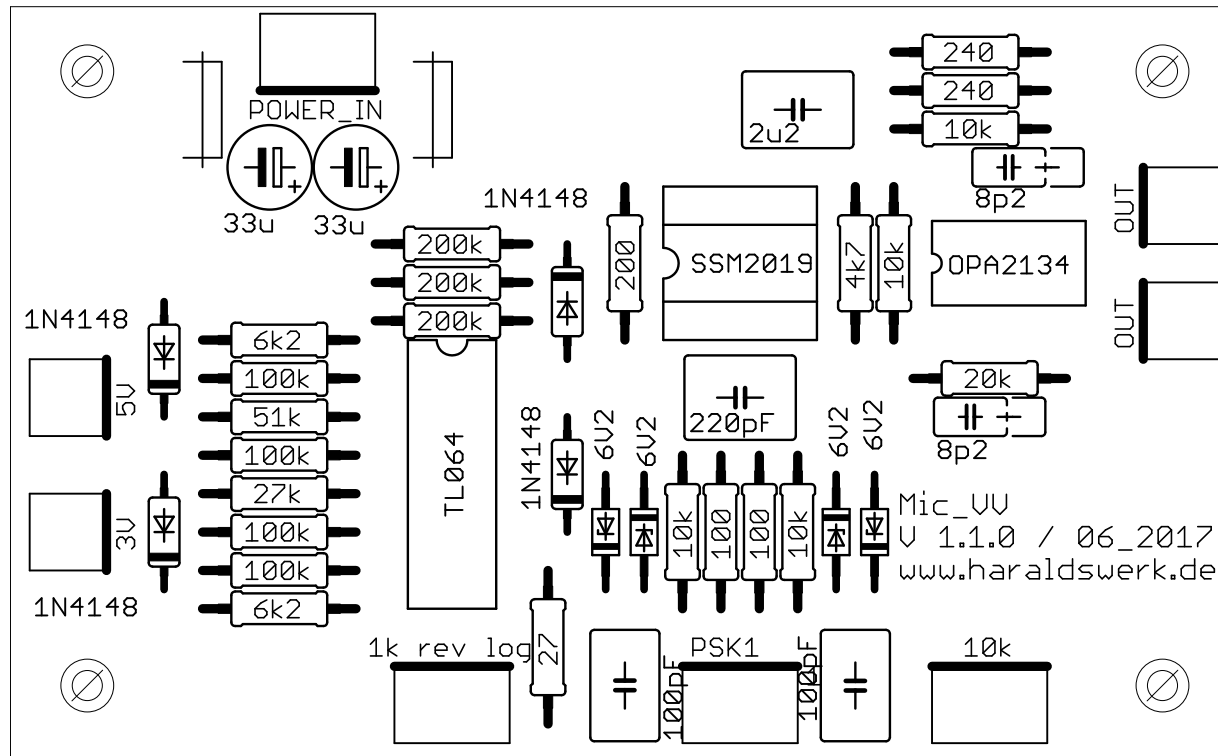 240
240
10k
POWER_IN
2u2
8p2
33u
33u
1N4148
200k
200k
200k
200
SSM2019
4k7
10k
OPA2134
OUT
OUT
1N4148
6k2
100k
51k
100k
27k
100k
100k
6k2
5V
3V
1N4148
TL064
1N4148
220pF
20k
8p2
6V2
6V2
6V2
6V2
10k
100
100
10k
Mic_VV
V 1.1.0 / 06_2017
www.haraldswerk.de
1k rev log
27
100pF
PSK1
100pF
10k